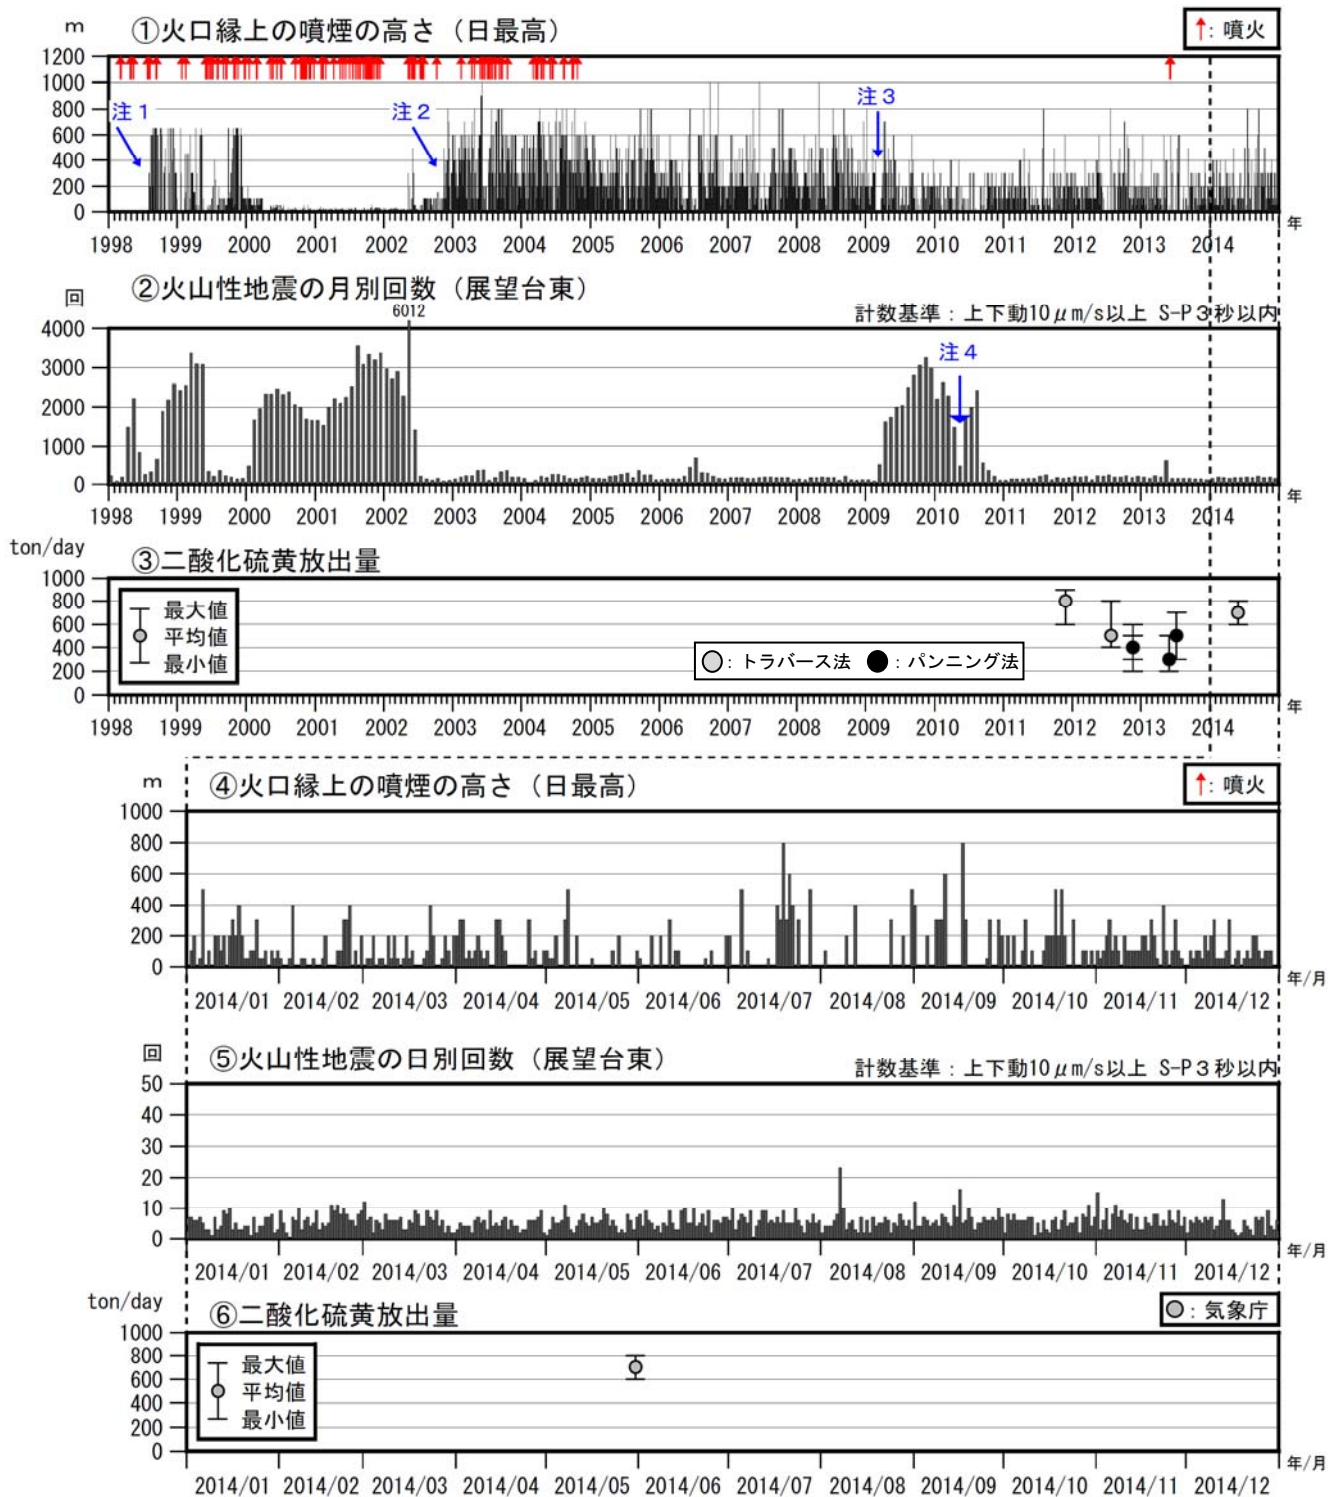 m ①火口縁上の噴煙の高さ（日最高） ↑: 噴火
1200
1000
800
600
400
200
0
注1 注2 注3
1998 1999 2000 2001 2002 2003 2004 2005 2006 2007 2008 2009 2010 2011 2012 2013 2014 年
回 ②火山性地震の月別回数（展望台東）
6012
計数基準：上下動10μm/s以上 S-P3秒以内
4000
3000
2000
1000
0
注4
1998 1999 2000 2001 2002 2003 2004 2005 2006 2007 2008 2009 2010 2011 2012 2013 2014 年
ton/day ③二酸化硫黄放出量
1000
800
600
400
200
0
最大値
平均値
最小値
○: トラバース法 ●: パンニング法
1998 1999 2000 2001 2002 2003 2004 2005 2006 2007 2008 2009 2010 2011 2012 2013 2014 年
m ④火口縁上の噴煙の高さ（日最高） ↑: 噴火
1000
800
600
400
200
0
2014/01 2014/02 2014/03 2014/04 2014/05 2014/06 2014/07 2014/08 2014/09 2014/10 2014/11 2014/12 年/月
回 ⑤火山性地震の日別回数（展望台東） 計数基準：上下動10μm/s以上 S-P3秒以内
50
40
30
20
10
0
2014/01 2014/02 2014/03 2014/04 2014/05 2014/06 2014/07 2014/08 2014/09 2014/10 2014/11 2014/12 年/月
ton/day ⑥二酸化硫黄放出量 ○: 気象庁
1000
800
600
400
200
0
最大値
平均値
最小値
2014/01 2014/02 2014/03 2014/04 2014/05 2014/06 2014/07 2014/08 2014/09 2014/10 2014/11 2014/12 年/月